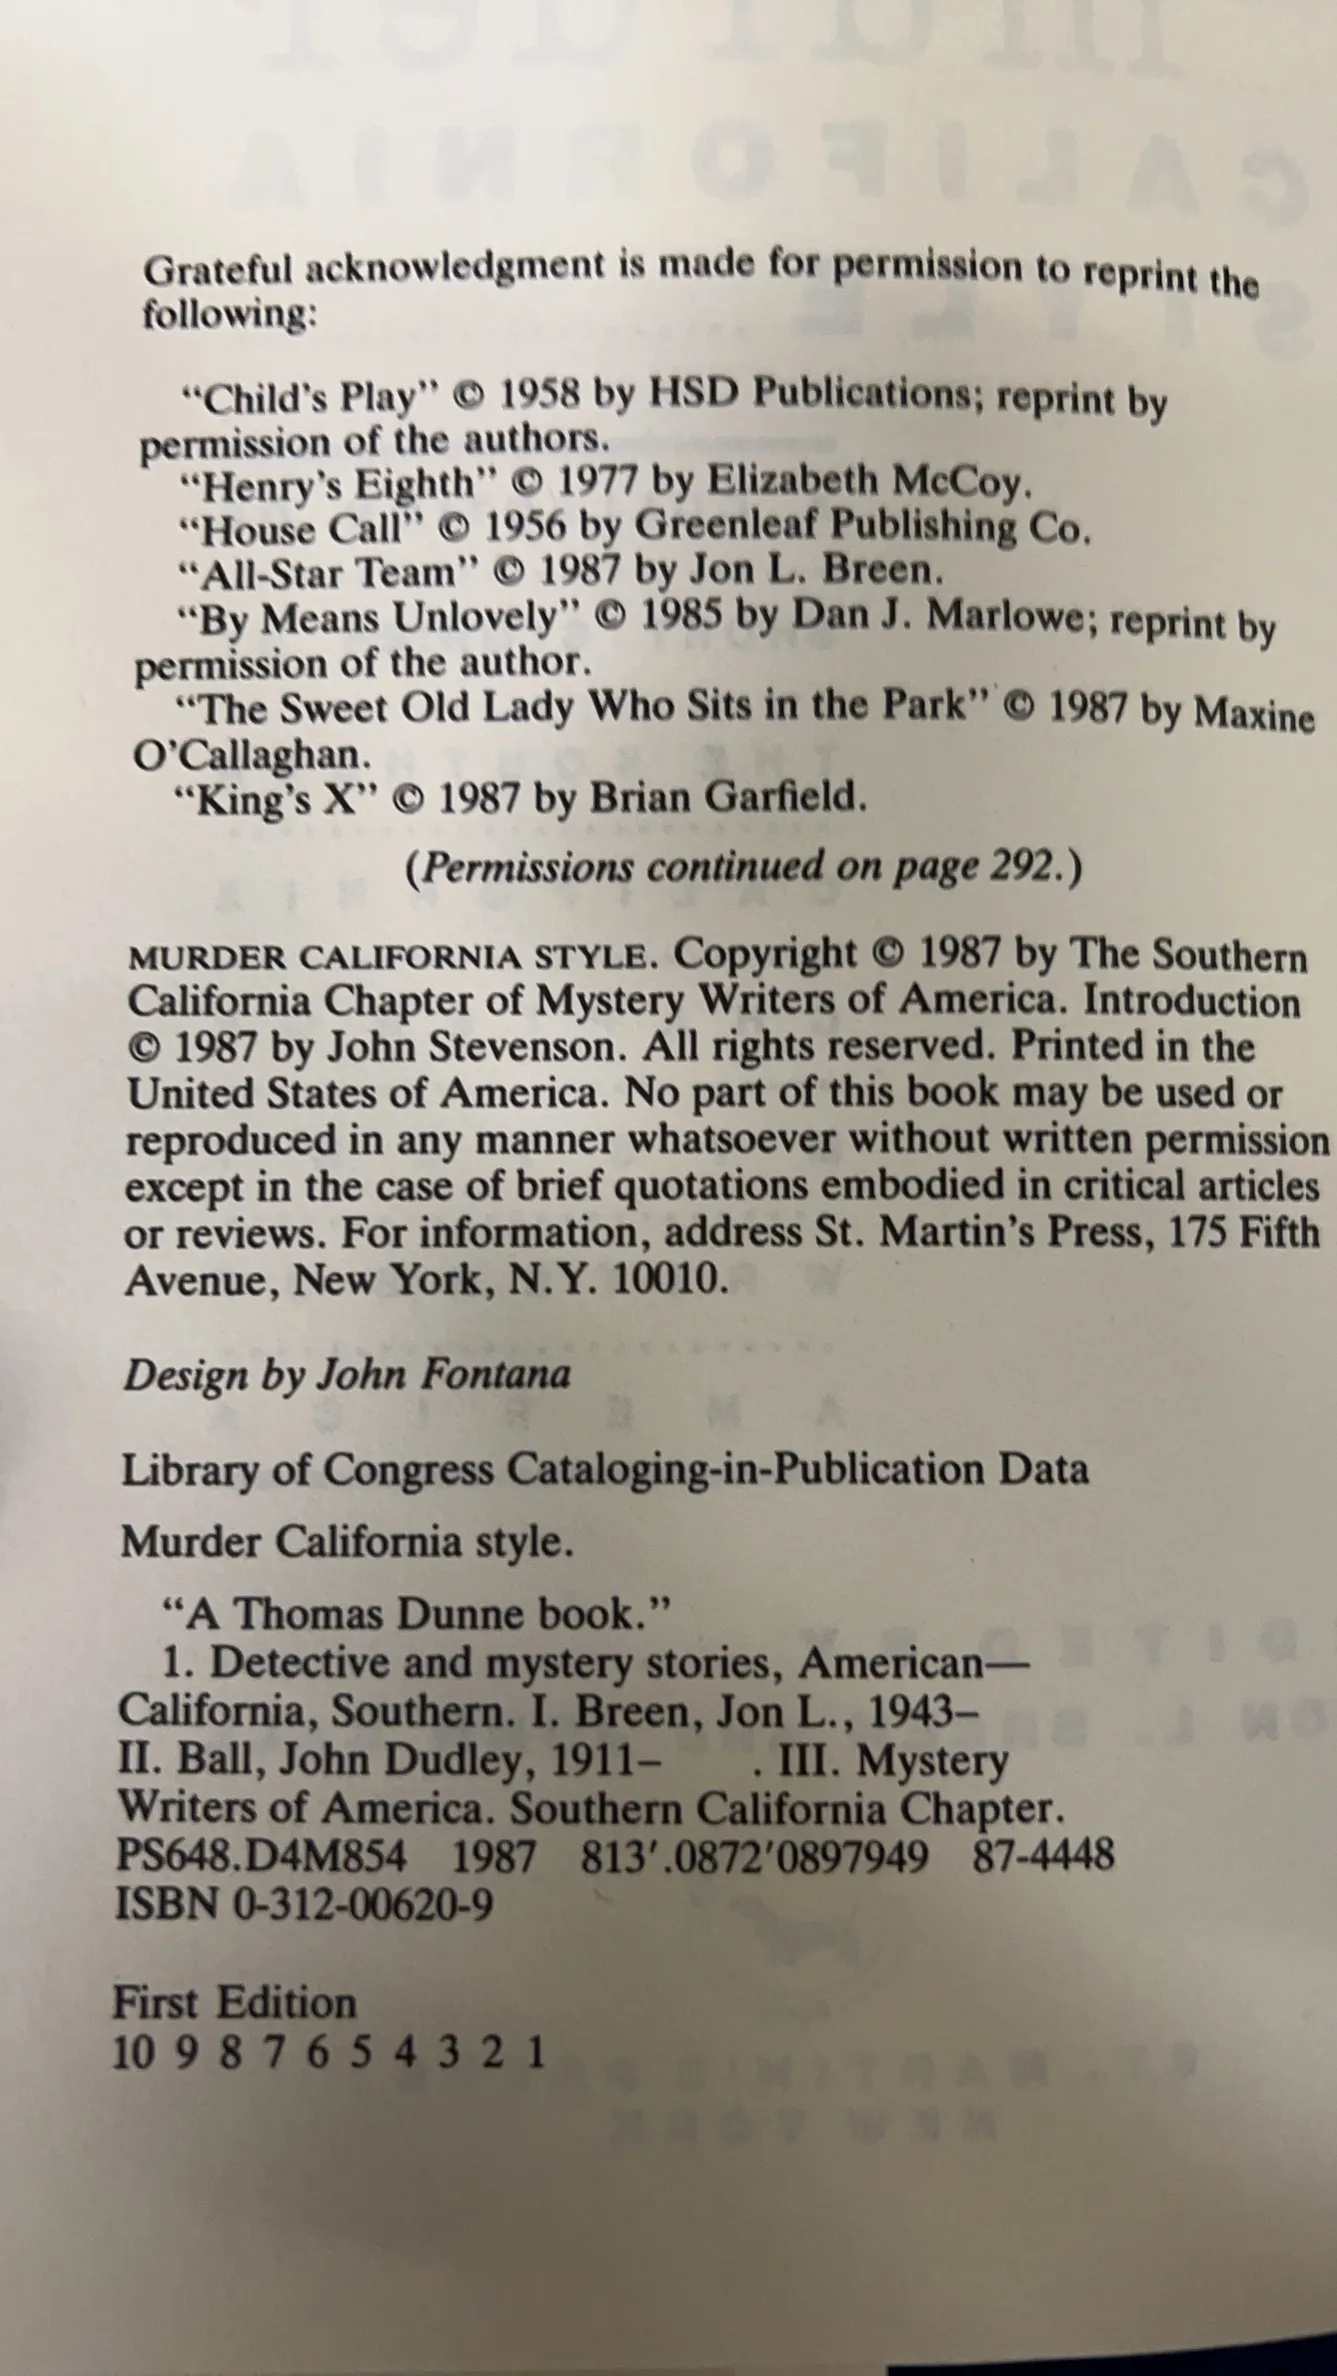 Grateful acknowledgment is made for permission to reprint the
following:
“Child’s Play” © 1958 by HSD Publications; reprint by
permission of the authors.
“Henry’s Eighth” © 1977 by Elizabeth McCoy.
“House Call” © 1956 by Greenleaf Publishing Co.
“All-Star Team” © 1987 by Jon L. Breen.
“By Means Unlovely” © 1985 by Dan J. Marlowe; reprint by
permission of the author.
“The Sweet Old Lady Who Sits in the Park” © 1987 by Maxine
O’Callaghan.
“King’s X” © 1987 by Brian Garfield.
(Permissions continued on page 292.)
MURDER CALIFORNIA STYLE. Copyright © 1987 by The Southern
California Chapter of Mystery Writers of America. Introduction
© 1987 by John Stevenson. All rights reserved. Printed in the
United States of America. No part of this book may be used or
reproduced in any manner whatsoever without written permission
except in the case of brief quotations embodied in critical articles
or reviews. For information, address St. Martin’s Press, 175 Fifth
Avenue, New York, N.Y. 10010.
Design by John Fontana
Library of Congress Cataloging-in-Publication Data
Murder California style.
“A Thomas Dunne book.”
1. Detective and mystery stories, American—
California, Southern. I. Breen, Jon L., 1943–
II. Ball, John Dudley, 1911–      . III. Mystery
Writers of America. Southern California Chapter.
PS648.D4M854 1987 813′.0872′0897949 87-4448
ISBN 0-312-00620-9
First Edition
10 9 8 7 6 5 4 3 2 1